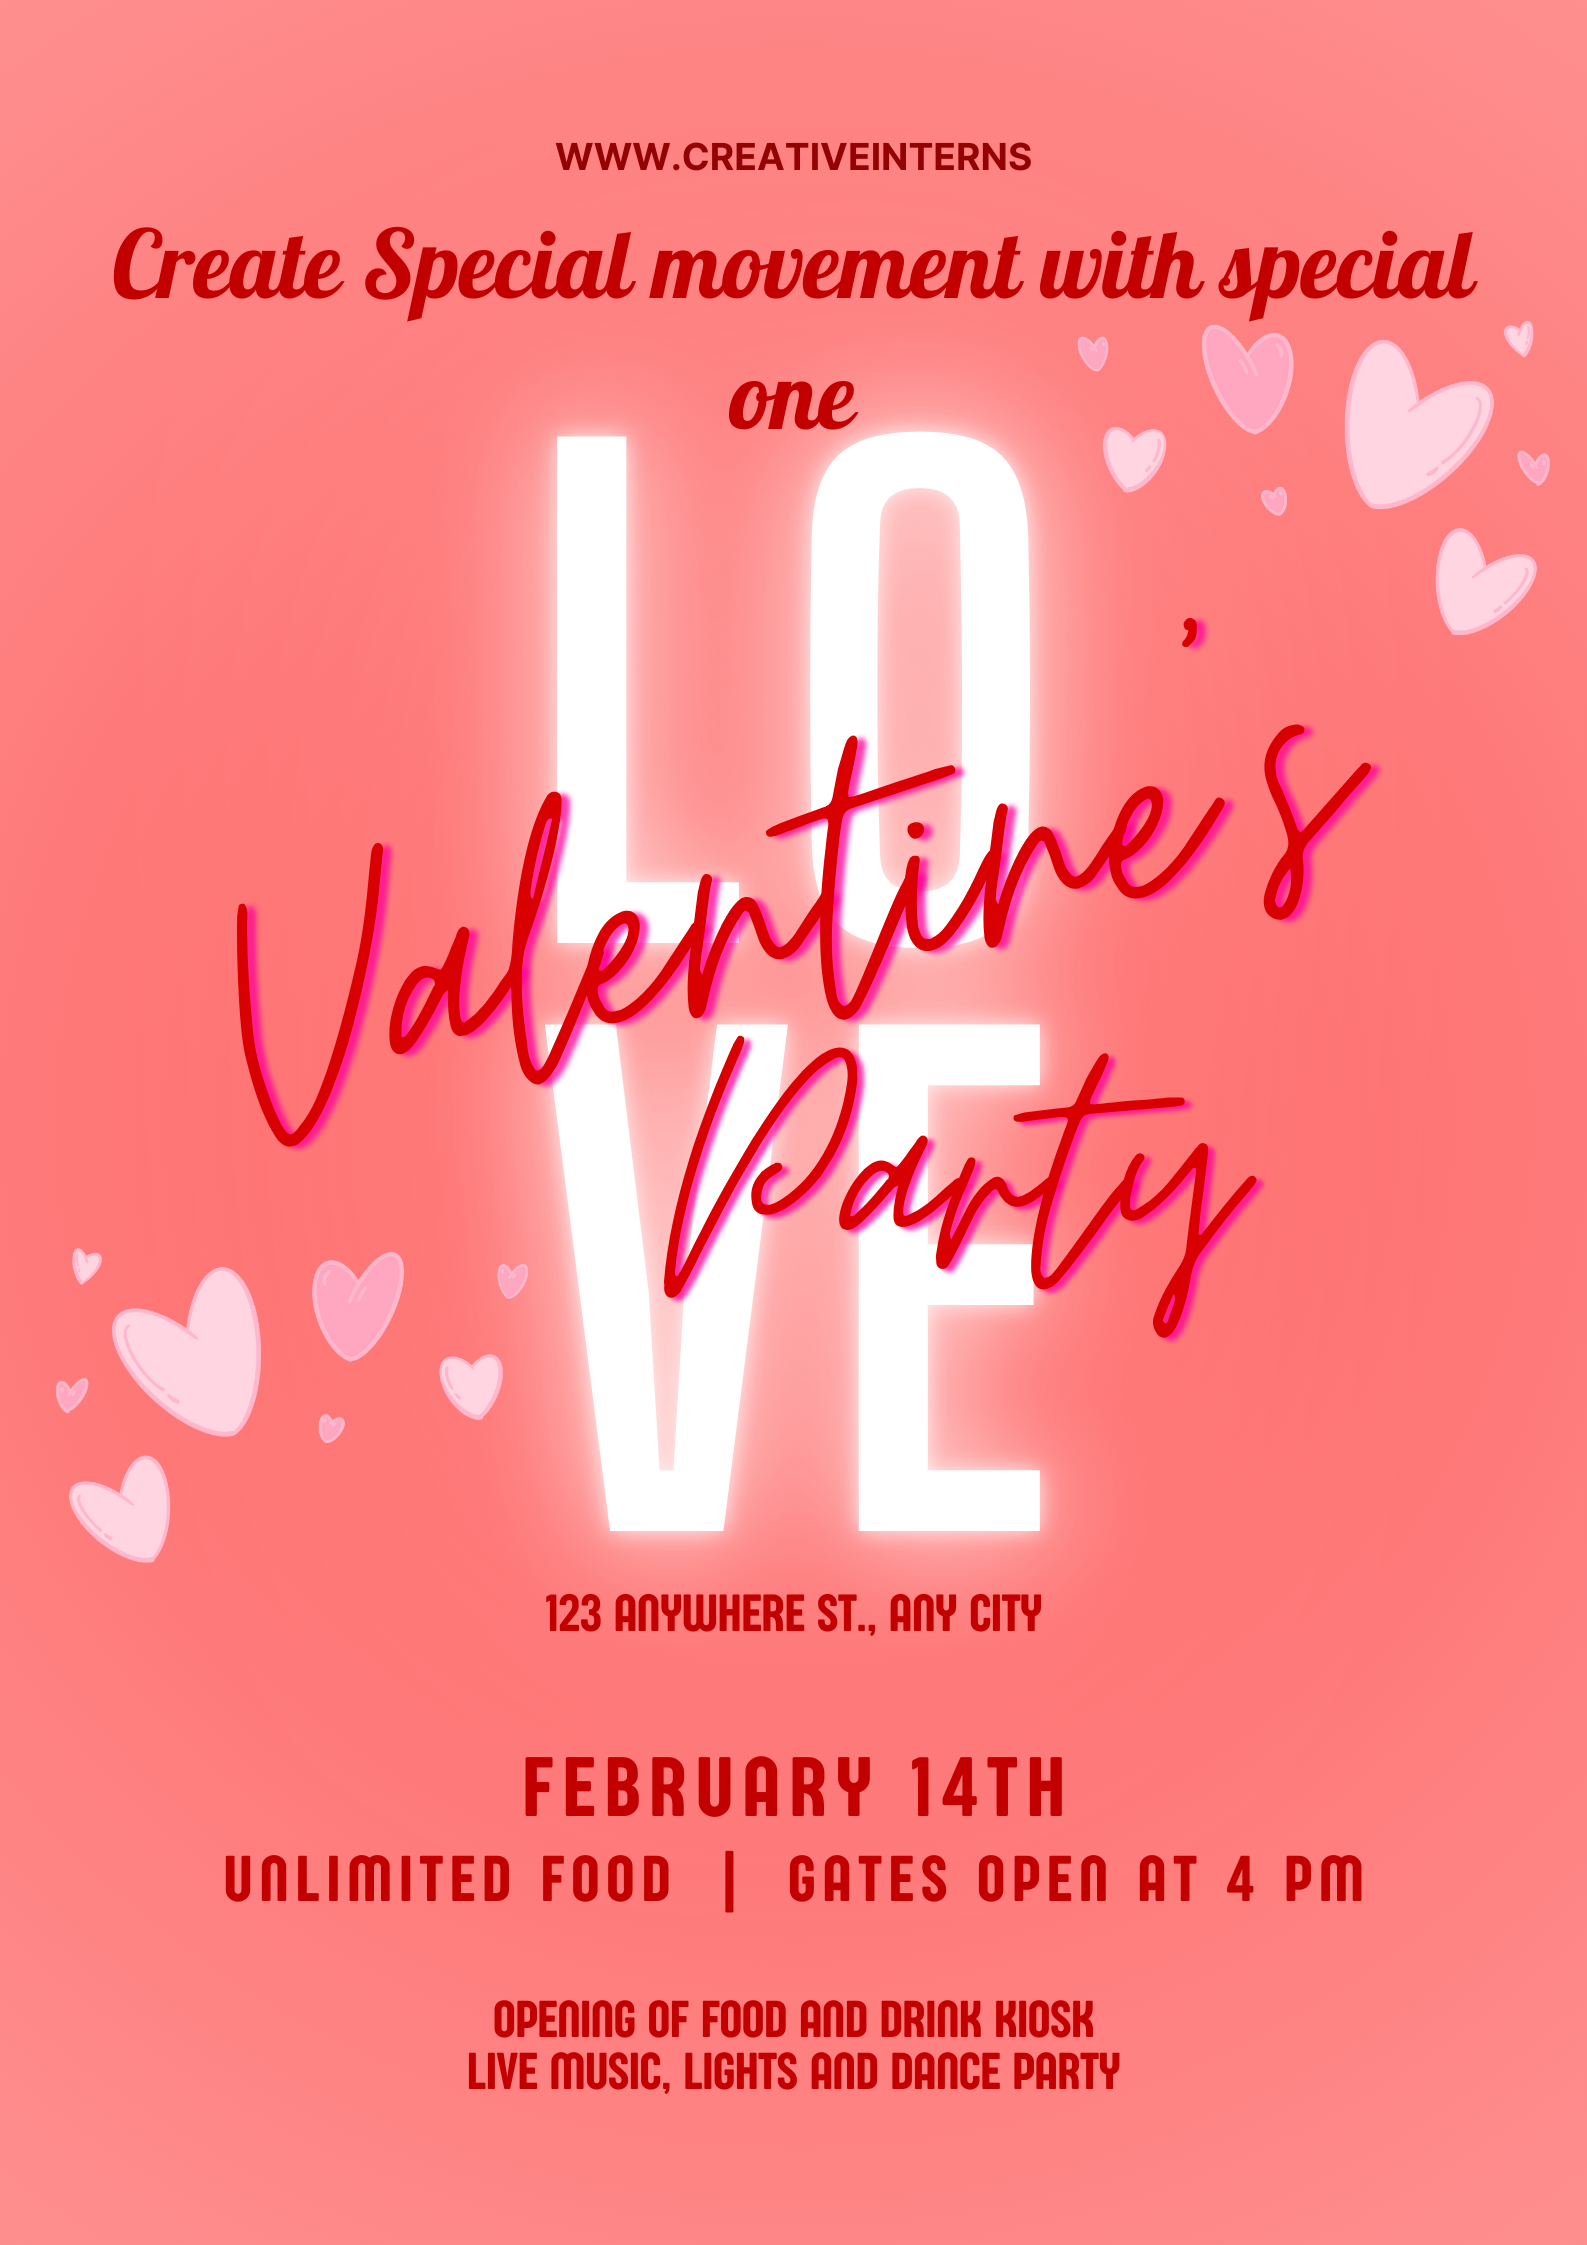 WWW.CREATIVEINTERNS
Create Special movement with special
one
LO
Valentine's
VE
Party
123 ANYWHERE ST., ANY CITY
FEBRUARY 14TH
UNLIMITED FOOD | GATES OPEN AT 4 PM
OPENING OF FOOD AND DRINK KIOSK
LIVE MUSIC, LIGHTS AND DANCE PARTY